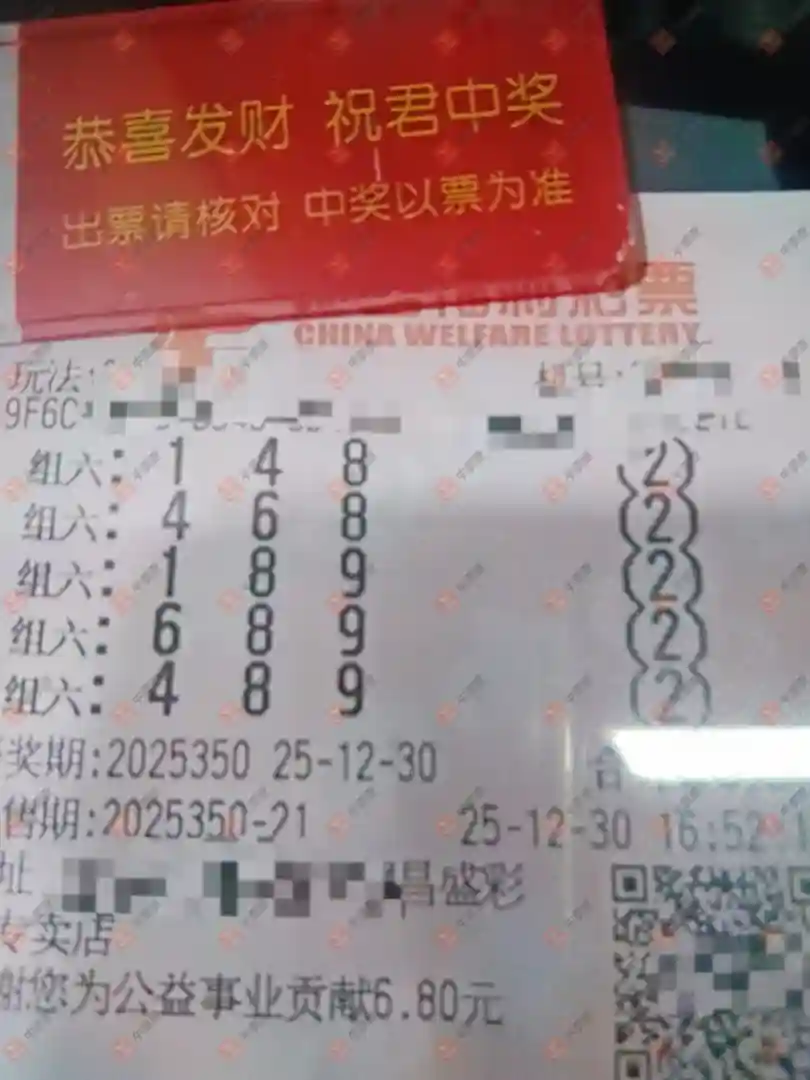 恭喜发财 祝君中奖
出票请核对 中奖以票为准
票
CHINA WELFARE LOTTERY
玩法:
9F6C
组六: 1 4 8 (2)
组六: 4 6 8 (2)
组六: 1 8 9 (2)
组六: 6 8 9 (2)
组六: 4 8 9 (2)
奖期:2025350 25-12-30
售期:2025350-21 25-12-30 16:52:1
址 昌盛彩
专卖店
谢您为公益事业贡献6.80元